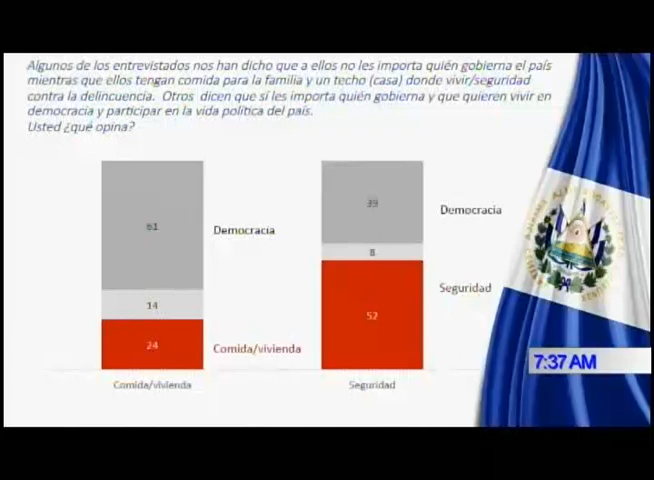 Algunos de los entrevistados nos han dicho que a ellos no les importa quién gobierna el país
mientras que ellos tengan comida para la familia y un techo (casa) donde vivir/seguridad
contra la delincuencia. Otros dicen que sí les importa quién gobierna y que quieren vivir en
democracia y participar en la vida política del país.
Usted ¿qué opina?
61
Democracia
14
24
Comida/vivienda
Comida/vivienda
39
Democracia
8
Seguridad
52
Seguridad
7:37 AM